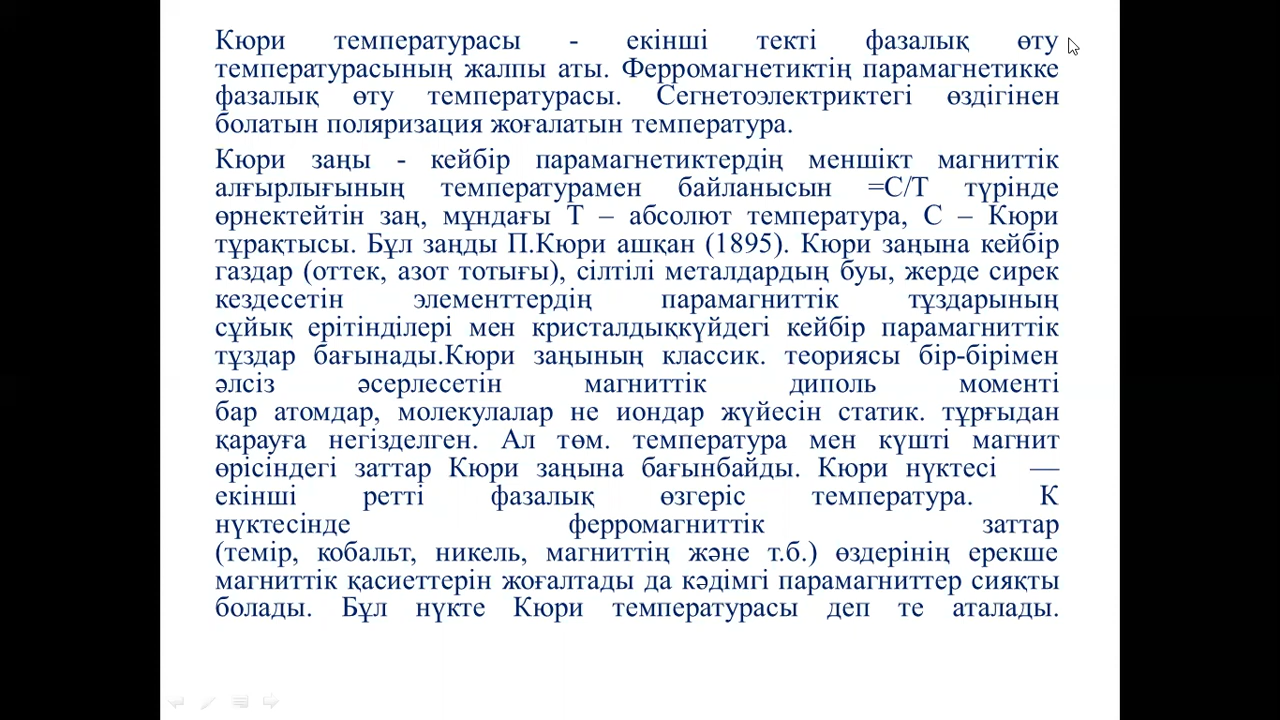 Кюри температурасы - екінші текті фазалық өту
температурасының жалпы аты. Ферромагнетиктің парамагнетикке
фазалық өту температурасы. Сегнетоэлектриктегі өздігінен
болатын поляризация жоғалатын температура.
Кюри заңы - кейбір парамагнетиктердің меншікт магниттік
алғырлығының температурамен байланысын =С/Т түрінде
өрнектейтін заң, мұндағы Т – абсолют температура, С – Кюри
тұрақтысы. Бұл заңды П.Кюри ашқан (1895). Кюри заңына кейбір
газдар (оттек, азот тотығы), сілтілі металдардың буы, жерде сирек
кездесетін элементтердің парамагниттік тұздарының
сұйық ерітінділері мен кристалдыққүйдегі кейбір парамагниттік
тұздар бағынады.Кюри заңының классик. теориясы бір-бірімен
әлсіз әсерлесетін магниттік диполь моменті
бар атомдар, молекулалар не иондар жүйесін статик. тұрғыдан
қарауға негізделген. Ал төм. температура мен күшті магнит
өрісіндегі заттар Кюри заңына бағынбайды. Кюри нүктесі —
екінші ретті фазалық өзгеріс температура. К
нүктесінде ферромагниттік заттар
(темір, кобальт, никель, магниттің және т.б.) өздерінің ерекше
магниттік қасиеттерін жоғалтады да кәдімгі парамагниттер сияқты
болады. Бұл нүкте Кюри температурасы деп те аталады.